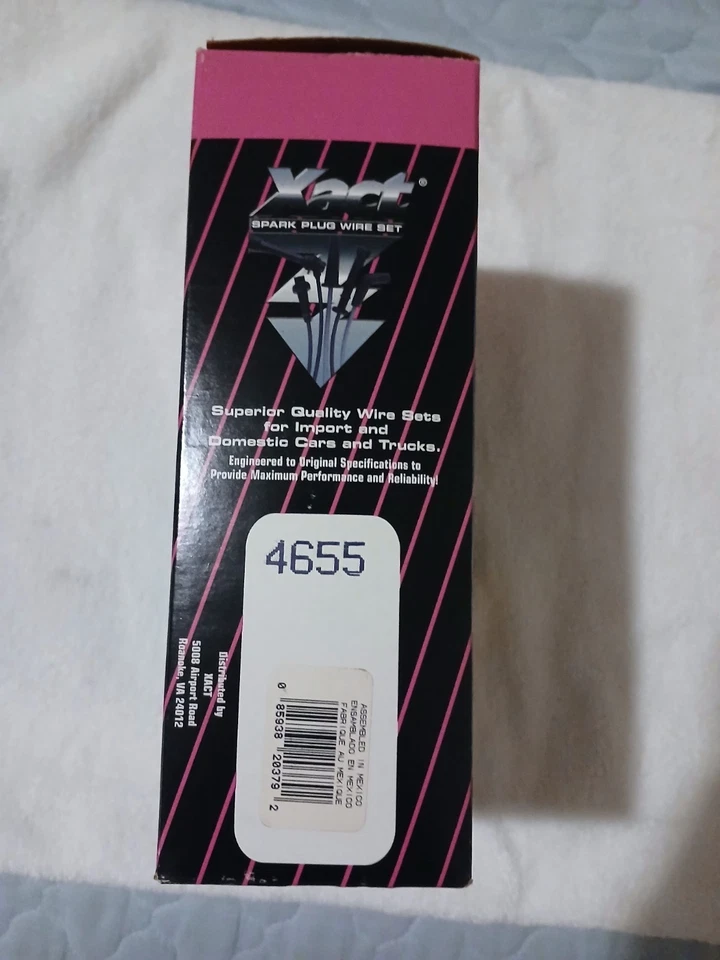 Xact®
SPARK PLUG WIRE SET
Superior Quality Wire Sets
for Import and
Domestic Cars and Trucks.
Engineered to Original Specifications to
Provide Maximum Performance and Reliability!
4655
Distributed by
XACT
5008 Airport Road
Roanoke, VA 24012
ASSEMBLED IN MEXICO
ENSAMBLADO EN MEXICO
FABRIQUE AU MEXIQUE
0 85938 20379 2